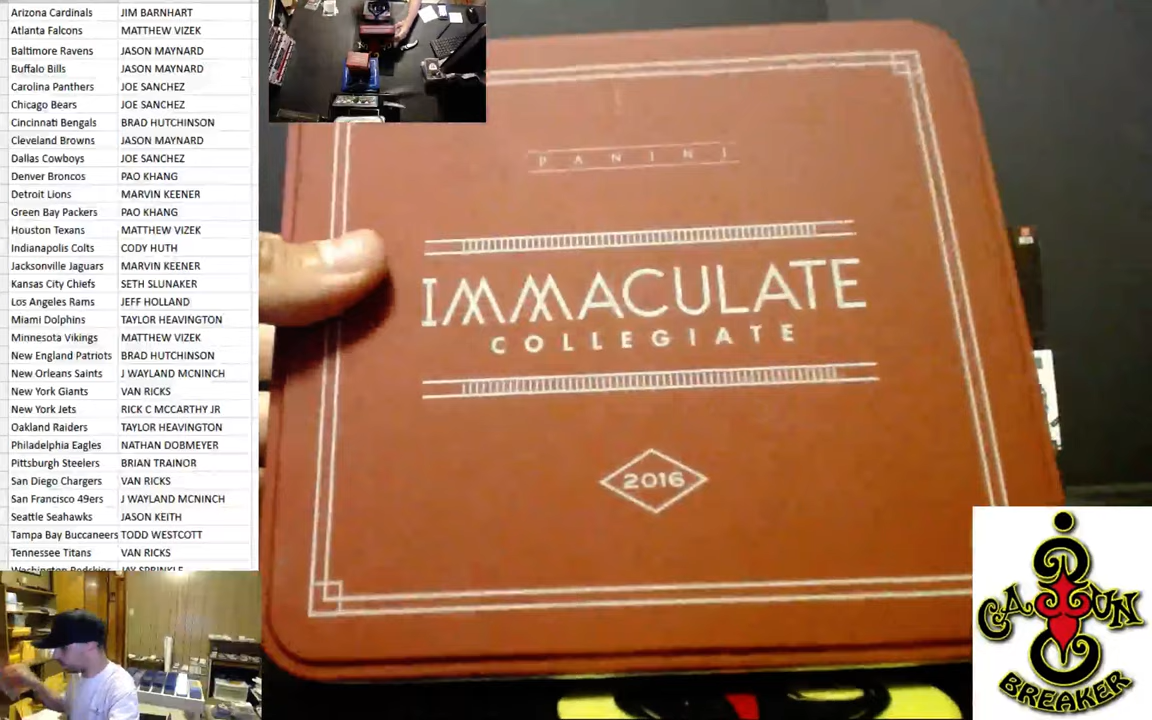 Arizona Cardinals JIM BARNHART
Atlanta Falcons MATTHEW VIZEK
Baltimore Ravens JASON MAYNARD
Buffalo Bills JASON MAYNARD
Carolina Panthers JOE SANCHEZ
Chicago Bears JOE SANCHEZ
Cincinnati Bengals BRAD HUTCHINSON
Cleveland Browns JASON MAYNARD
Dallas Cowboys JOE SANCHEZ
Denver Broncos PAO KHANG
Detroit Lions MARVIN KEENER
Green Bay Packers PAO KHANG
Houston Texans MATTHEW VIZEK
Indianapolis Colts CODY HUTH
Jacksonville Jaguars MARVIN KEENER
Kansas City Chiefs SETH SLUNAKER
Los Angeles Rams JEFF HOLLAND
Miami Dolphins TAYLOR HEAVINGTON
Minnesota Vikings MATTHEW VIZEK
New England Patriots BRAD HUTCHINSON
New Orleans Saints J WAYLAND MCNINCH
New York Giants VAN RICKS
New York Jets RICK C MCCARTHY JR
Oakland Raiders TAYLOR HEAVINGTON
Philadelphia Eagles NATHAN DOBMEYER
Pittsburgh Steelers BRIAN TRAINOR
San Diego Chargers VAN RICKS
San Francisco 49ers J WAYLAND MCNINCH
Seattle Seahawks JASON KEITH
Tampa Bay Buccaneers TODD WESTCOTT
Tennessee Titans VAN RICKS
Washington Redskins JAY SPRINKLE
PANINI
IMMACULATE
COLLEGIATE
2016
CAJUN
BREAKER